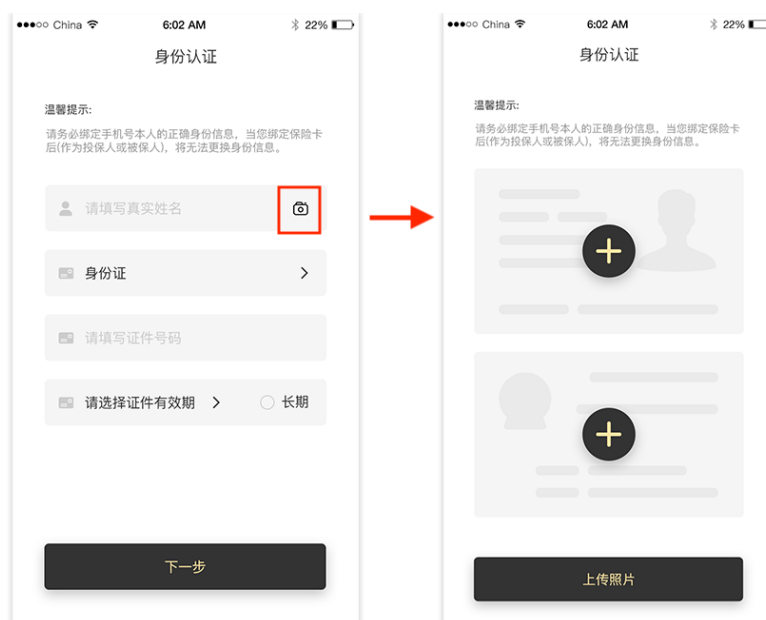 China
6:02 AM
22%
身份认证
温馨提示:
请务必绑定手机号本人的正确身份信息，当您绑定保险卡
后(作为投保人或被保人)，将无法更换身份信息。
请填写真实姓名
身份证
请填写证件号码
请选择证件有效期
长期
下一步
China
6:02 AM
22%
身份认证
温馨提示:
请务必绑定手机号本人的正确身份信息，当您绑定保险卡
后(作为投保人或被保人)，将无法更换身份信息。
上传照片